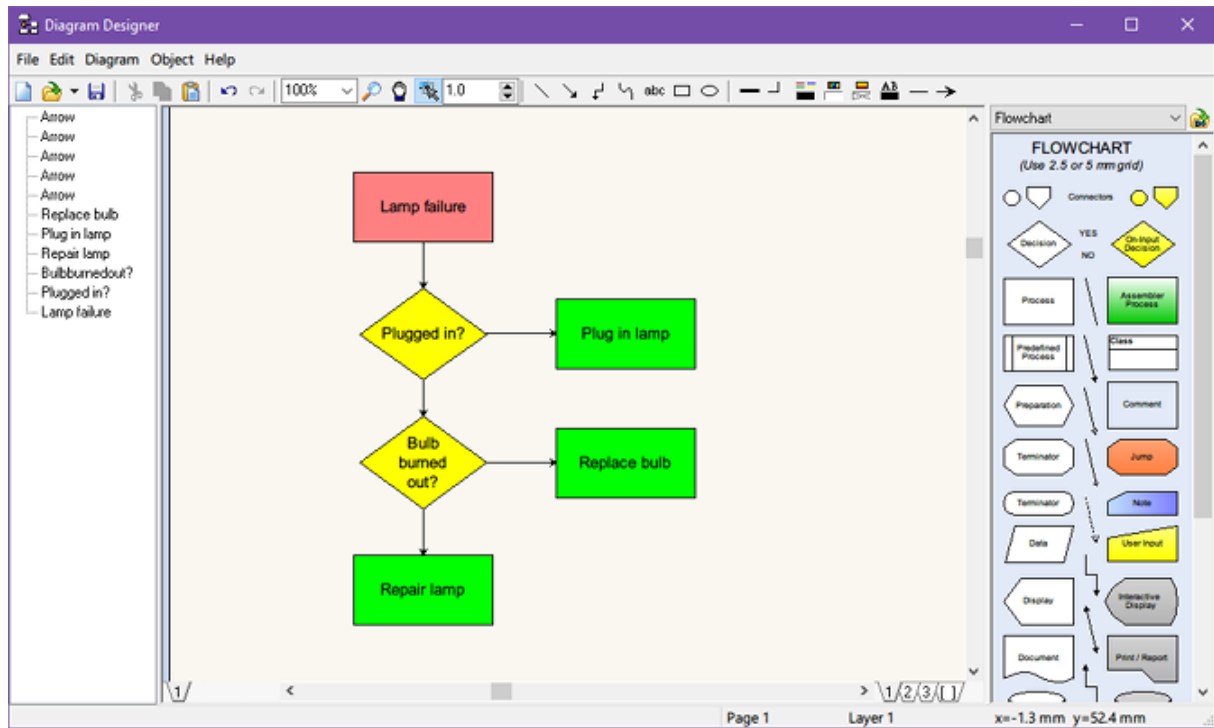 Diagram Designer
File Edit Diagram Object Help
100%
1.0
abc
AB
Arrow
Arrow
Arrow
Arrow
Arrow
Replace bulb
Plug in lamp
Repair lamp
Bulbburnedout?
Plugged in?
Lamp failure
Lamp failure
Plugged in?
Plug in lamp
Bulb
burned
out?
Replace bulb
Repair lamp
Flowchart
FLOWCHART
(Use 2.5 or 5 mm grid)
Connectors
Decision
YES
NO
On-Input
Decision
Process
Assembler
Process
Predefined
Process
Class
Preparation
Comment
Terminator
Jump
Terminator
Note
Data
User Input
Display
Interactive
Display
Document
Print / Report
1
1 2 3 [ ]
Page 1
Layer 1
x=-1.3 mm y=52.4 mm